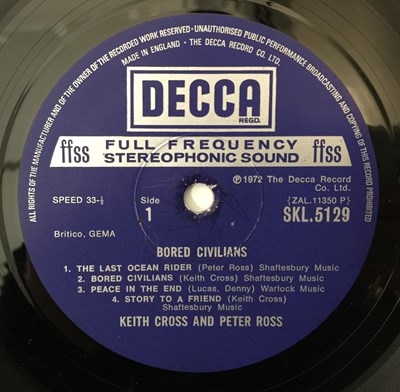 ALL RIGHTS OF THE MANUFACTURER AND OF THE OWNER OF THE RECORDED WORK RESERVED - UNAUTHORISED PUBLIC PERFORMANCE BROADCASTING AND COPYING OF THIS RECORD PROHIBITED
MADE IN ENGLAND · THE DECCA RECORD CO. LTD.
DECCA
REGD.
ffss FULL FREQUENCY STEREOPHONIC SOUND ffss
℗1972 The Decca Record Co. Ltd.
SPEED 33-⅓
Side 1
(ZAL.11350 P)
SKL.5129
Britico, GEMA
BORED CIVILIANS
1. THE LAST OCEAN RIDER (Peter Ross) Shaftesbury Music
2. BORED CIVILIANS (Keith Cross) Shaftesbury Music
3. PEACE IN THE END (Lucas, Denny) Warlock Music
4. STORY TO A FRIEND (Keith Cross)
Shaftesbury Music
KEITH CROSS AND PETER ROSS